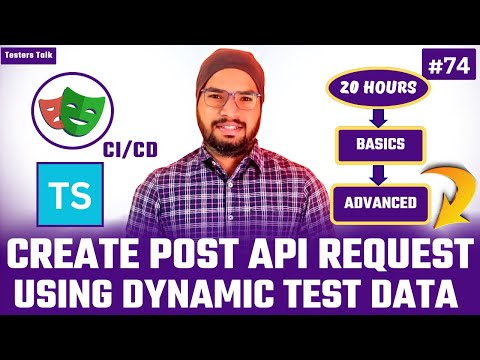 Testers Talk
#74
20 HOURS
CI/CD
BASICS
TS
ADVANCED
CREATE POST API REQUEST
USING DYNAMIC TEST DATA